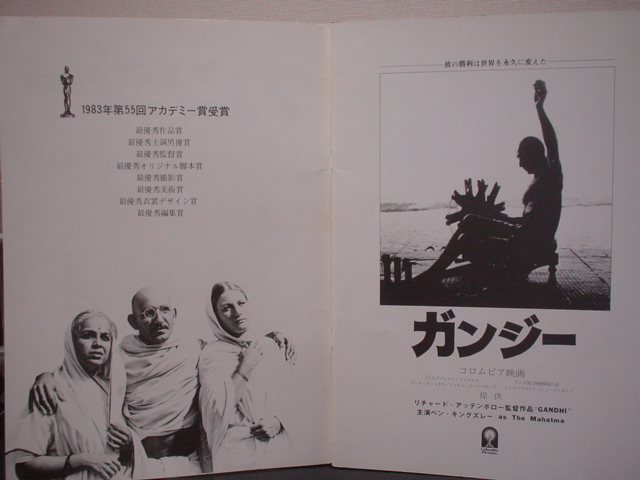 1983年第55回アカデミー賞受賞
最優秀作品賞
最優秀主演男優賞
最優秀監督賞
最優秀オリジナル脚本賞
最優秀撮影賞
最優秀美術賞
最優秀衣裳デザイン賞
最優秀編集賞
彼の勝利は世界を永久に変えた
ガンジー
コロムビア映画
提供
リチャード・アッテンボロー監督作品“GANDHI”
主演ベン・キングズレー as The Mahatma